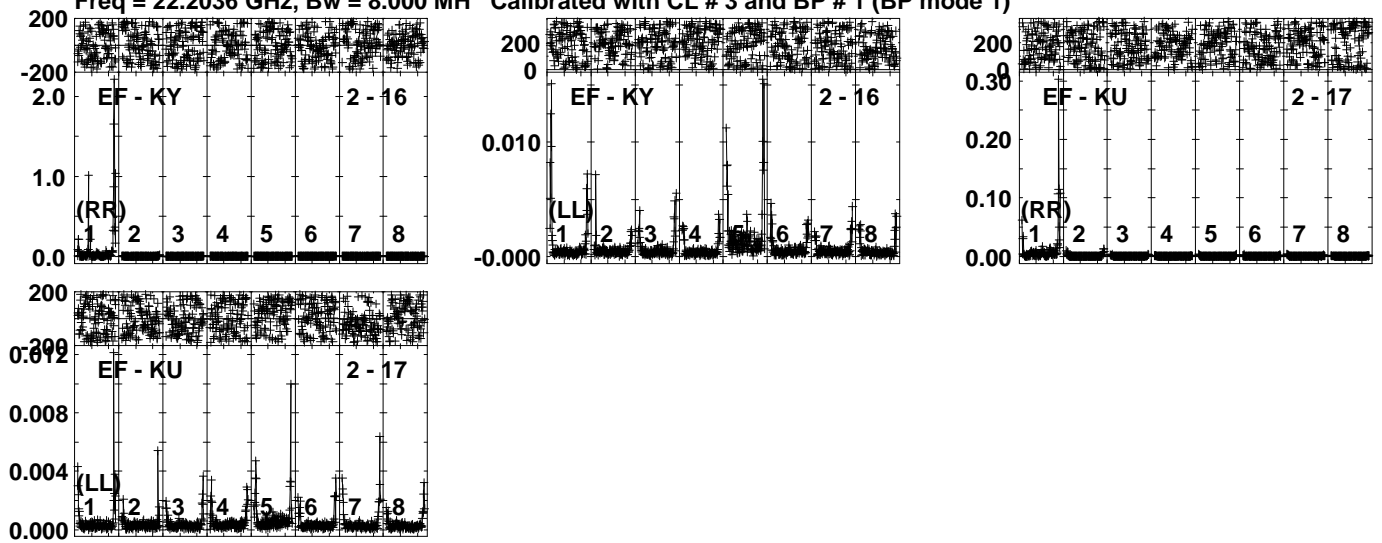 Freq = 22.2036 GHz, Bw = 8.000 MH Calibrated with CL # 3 and BP # 1 (BP mode 1)
200
-200
EF - KY 2 - 16
2.0
1.0
0.0
(RR)
1 2 3 4 5 6 7 8
200
0
EF - KY 2 - 16
0.010
-0.000
(LL)
1 2 3 4 5 6 7 8
200
0
EF - KU 2 - 17
0.30
0.20
0.10
0.00
(RR)
1 2 3 4 5 6 7 8
200
-200
EF - KU 2 - 17
0.012
0.008
0.004
0.000
(LL)
1 2 3 4 5 6 7 8